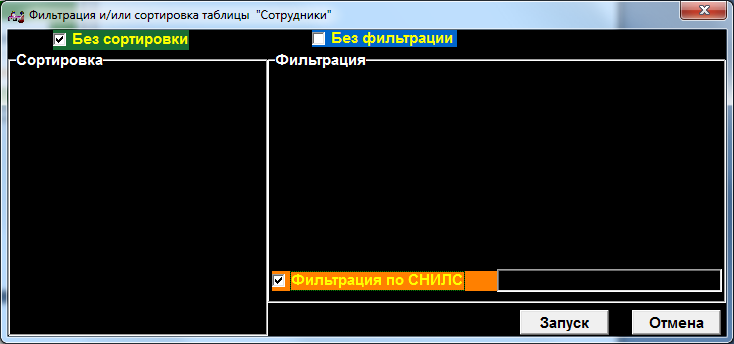 Фильтрация и/или сортировка таблицы "Сотрудники"
Без сортировки
Без фильтрации
Сортировка
Фильтрация
Фильтрация по СНИЛС
Запуск
Отмена